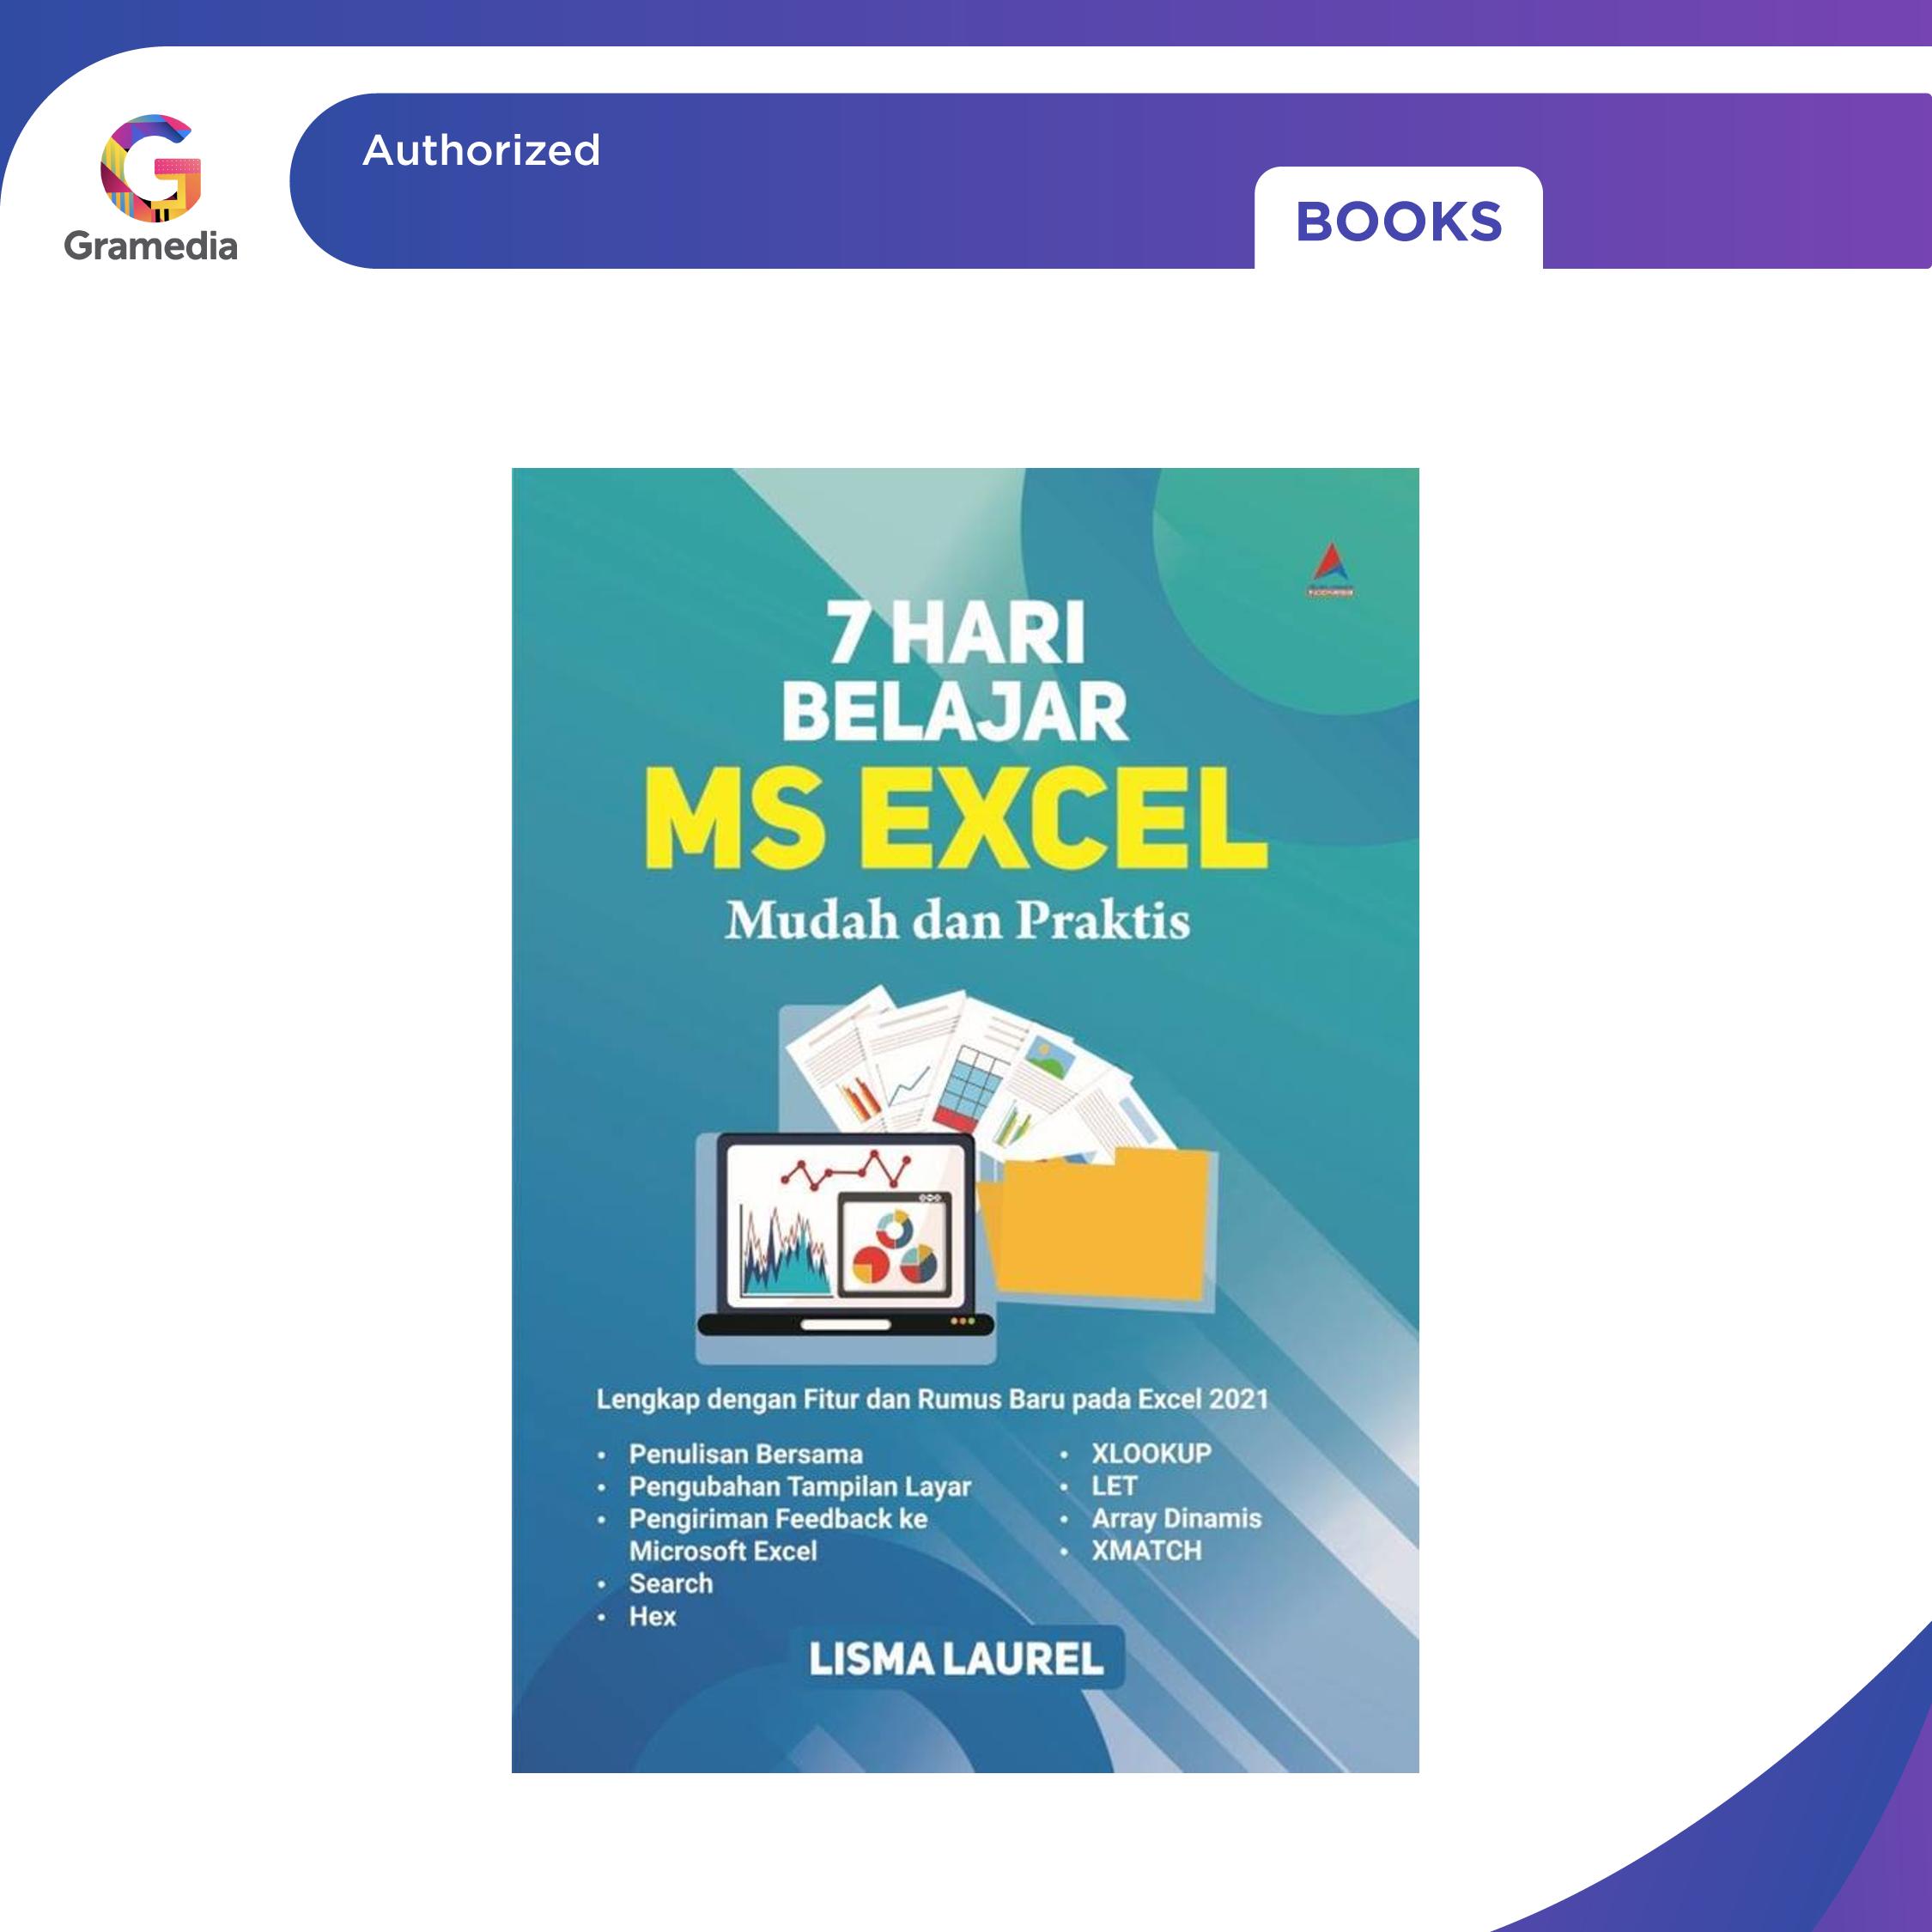 Gramedia
Authorized
BOOKS
INDONESIA
7 HARI
BELAJAR
MS EXCEL
Mudah dan Praktis
Lengkap dengan Fitur dan Rumus Baru pada Excel 2021
• Penulisan Bersama
• Pengubahan Tampilan Layar
• Pengiriman Feedback ke
Microsoft Excel
• Search
• Hex
• XLOOKUP
• LET
• Array Dinamis
• XMATCH
LISMA LAUREL